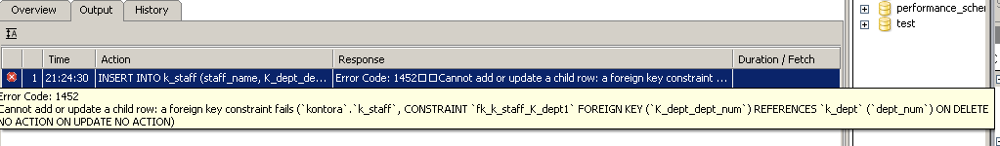 Overview Output History
performance_schem
test
Time Action Response Duration / Fetch
1 21:24:30 INSERT INTO k_staff (staff_name, K_dept_de... Error Code: 1452□□Cannot add or update a child row: a foreign key constraint ...
Error Code: 1452
Cannot add or update a child row: a foreign key constraint fails (`kontora`.`k_staff`, CONSTRAINT `fk_k_staff_K_dept1` FOREIGN KEY (`K_dept_dept_num`) REFERENCES `k_dept` (`dept_num`) ON DELETE
NO ACTION ON UPDATE NO ACTION)